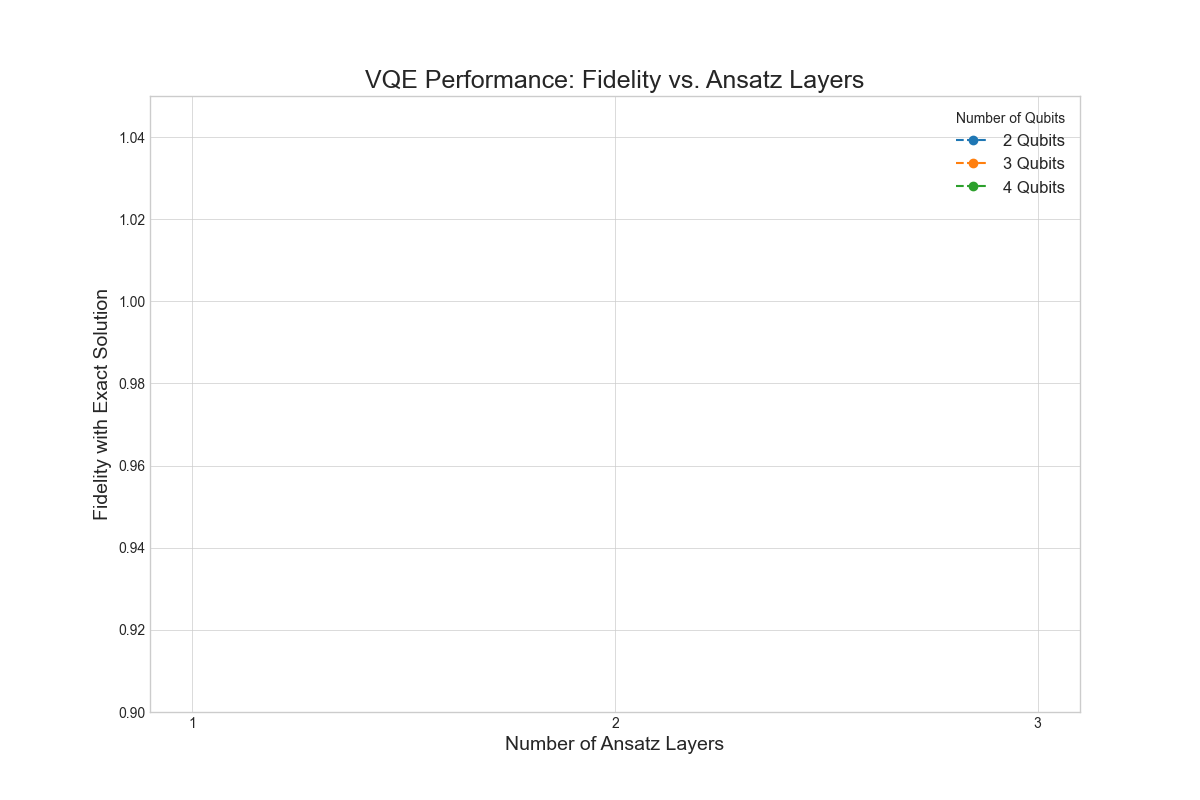 VQE Performance: Fidelity vs. Ansatz Layers
Number of Qubits
2 Qubits
3 Qubits
4 Qubits
Fidelity with Exact Solution
1.04
1.02
1.00
0.98
0.96
0.94
0.92
0.90
1 2 3
Number of Ansatz Layers